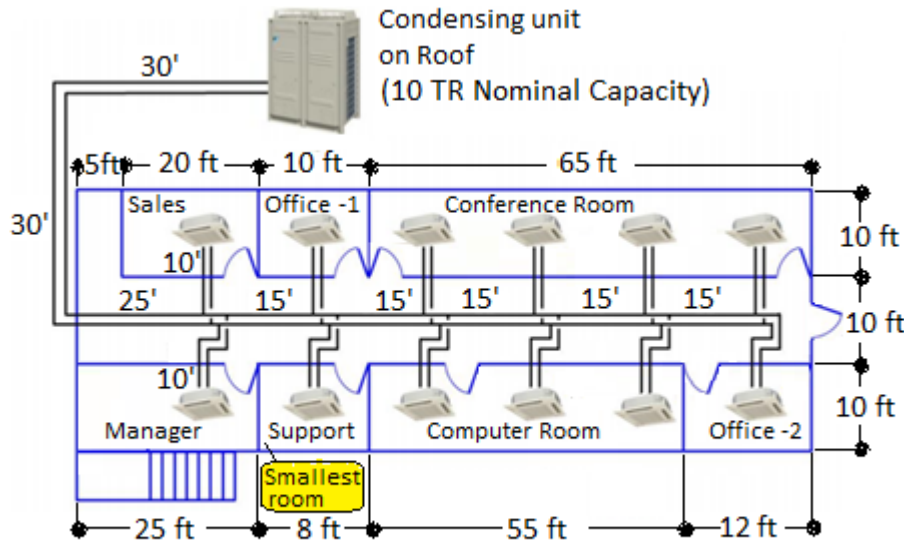 Condensing unit
on Roof
(10 TR Nominal Capacity)
30'
5ft
20 ft
10 ft
65 ft
Sales
Office -1
Conference Room
30'
10 ft
10'
25'
15'
15'
15'
15'
15'
10 ft
10'
10 ft
Manager
Support
Computer Room
Office -2
Smallest
room
25 ft
8 ft
55 ft
12 ft